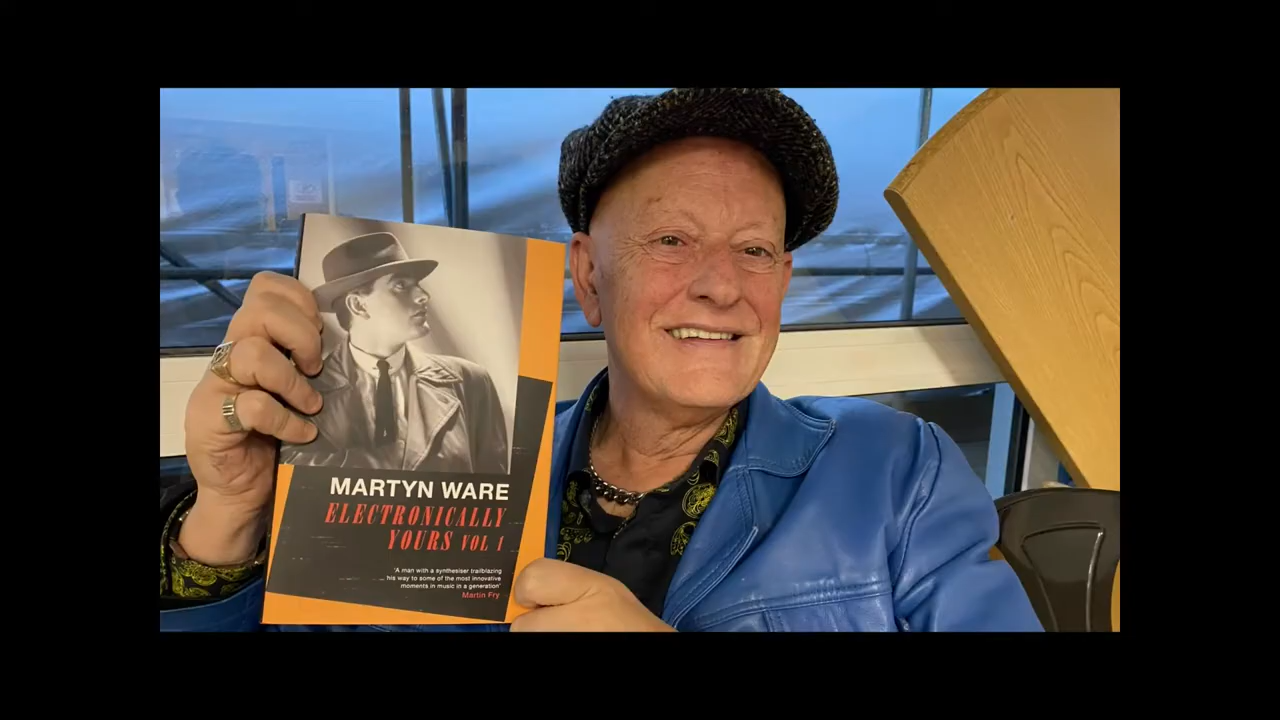 MARTYN WARE
ELECTRONICALLY
YOURS VOL 1
'A man with a synthesiser trailblazing
his way to some of the most innovative
moments in music in a generation'
Martin Fry